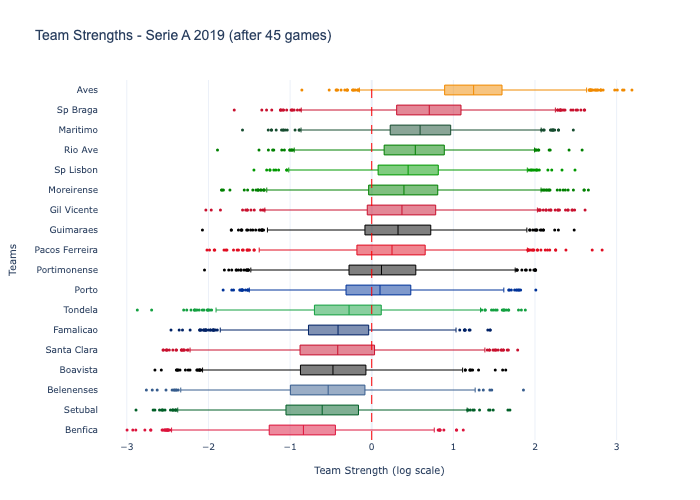 Team Strengths - Serie A 2019 (after 45 games)
Aves
Sp Braga
Maritimo
Rio Ave
Sp Lisbon
Moreirense
Gil Vicente
Guimaraes
Pacos Ferreira
Portimonense
Porto
Tondela
Famalicao
Santa Clara
Boavista
Belenenses
Setubal
Benfica
Teams
−3 −2 −1 0 1 2 3
Team Strength (log scale)